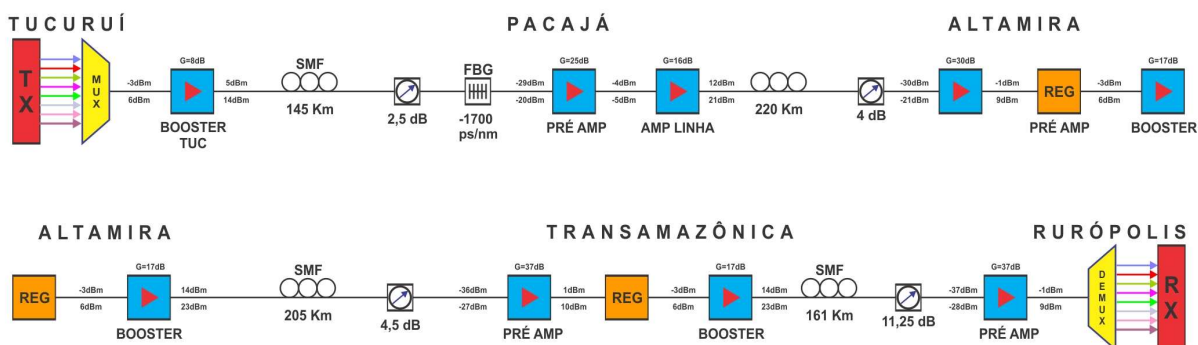 TUCURUÍ PACAJÁ ALTAMIRA
G=8dB SMF FBG G=25dB G=16dB G=30dB G=17dB
TX MUX -3dBm 5dBm -29dBm -4dBm 12dBm -30dBm -1dBm REG -3dBm
6dBm 14dBm -20dBm -5dBm 21dBm -21dBm 9dBm 6dBm
145 Km 220 Km
2,5 dB -1700 4 dB
BOOSTER ps/nm PRÉ AMP AMP LINHA PRÉ AMP BOOSTER
TUC
ALTAMIRA TRANSAMAZÔNICA RURÓPOLIS
G=17dB SMF G=37dB G=17dB SMF G=37dB
REG -3dBm 14dBm -36dBm 1dBm REG -3dBm 14dBm -37dBm -1dBm DEMUX RX
6dBm 23dBm -27dBm 10dBm 6dBm 23dBm -28dBm 9dBm
205 Km 161 Km
4,5 dB 11,25 dB
BOOSTER PRÉ AMP BOOSTER PRÉ AMP